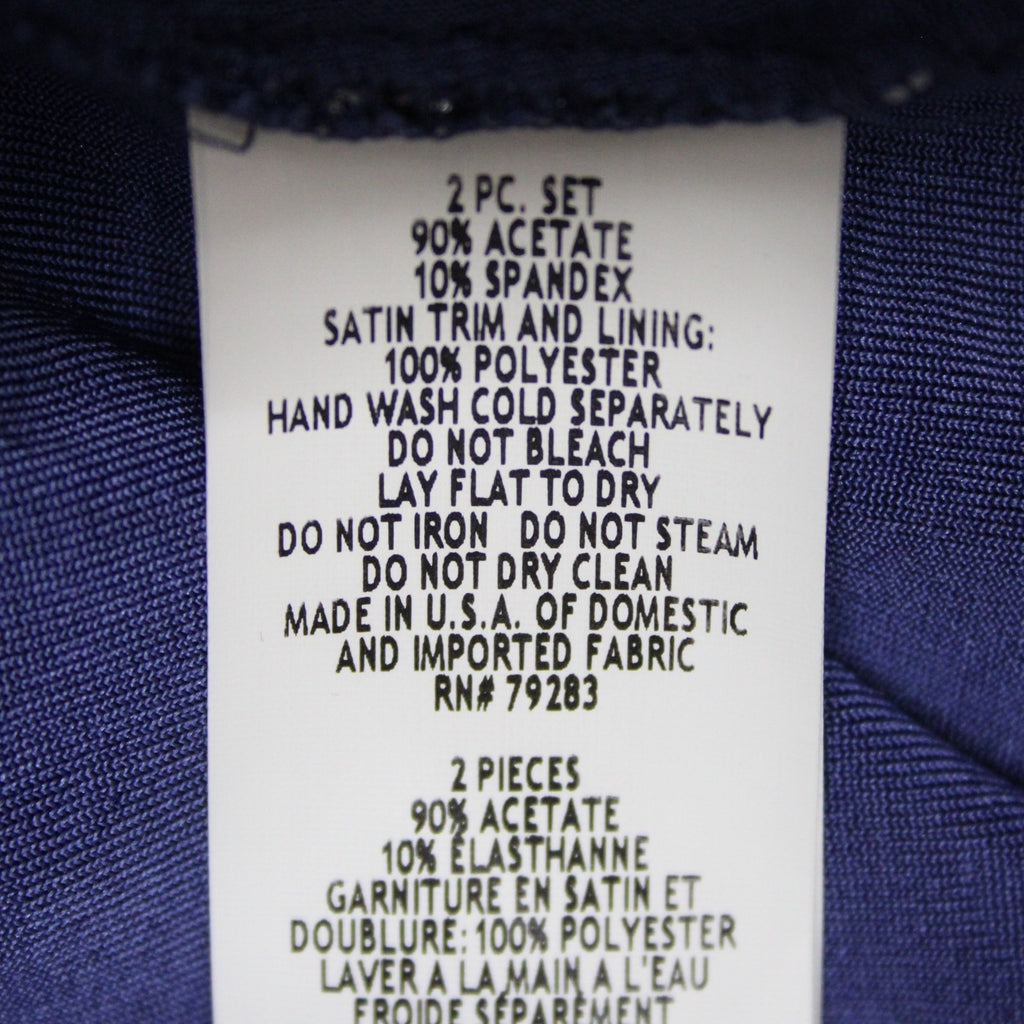 2 PC. SET
90% ACETATE
10% SPANDEX
SATIN TRIM AND LINING:
100% POLYESTER
HAND WASH COLD SEPARATELY
DO NOT BLEACH
LAY FLAT TO DRY
DO NOT IRON DO NOT STEAM
DO NOT DRY CLEAN
MADE IN U.S.A. OF DOMESTIC
AND IMPORTED FABRIC
RN# 79283
2 PIECES
90% ACETATE
10% ÉLASTHANNE
GARNITURE EN SATIN ET
DOUBLURE: 100% POLYESTER
LAVER A LA MAIN A L'EAU
FROIDE SÉPARÉMENT